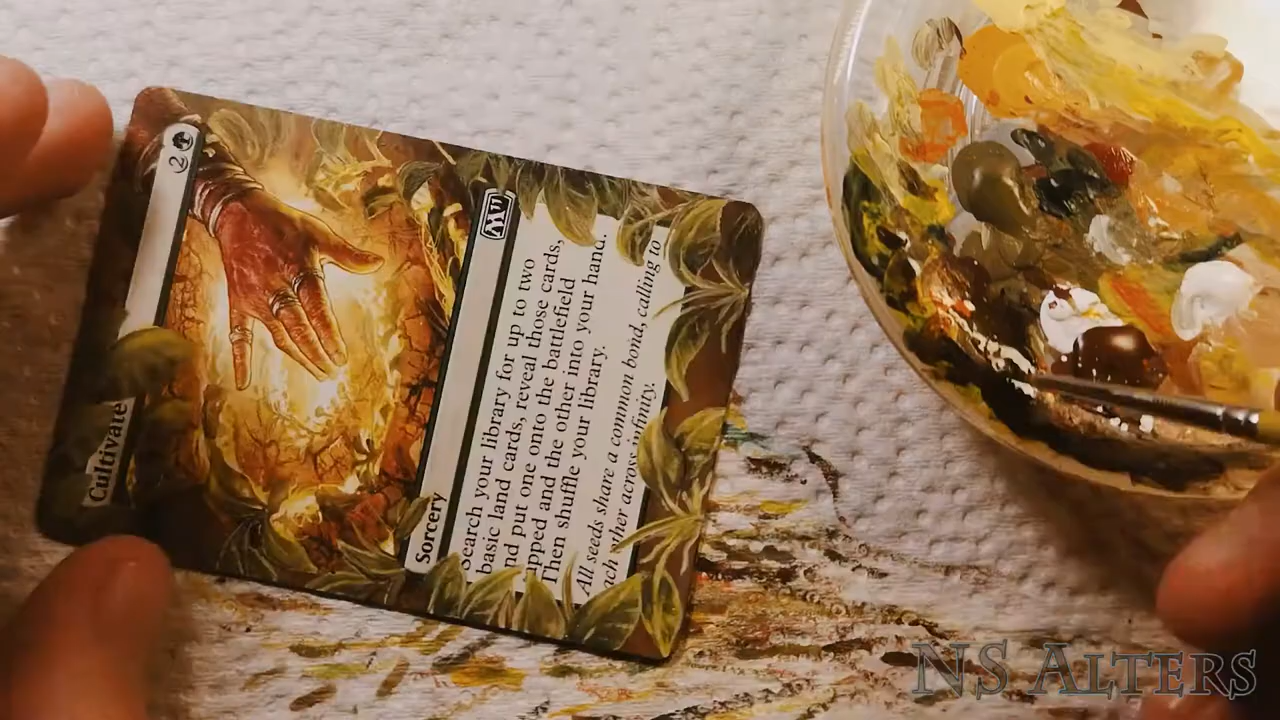 Cultivate
2
Sorcery
Search your library for up to two
basic land cards, reveal those cards,
nd put one onto the battlefield
pped and the other into your hand.
Then shuffle your library.
All seeds share a common bond, calling to
ach other across infinity.
NS ALTERS